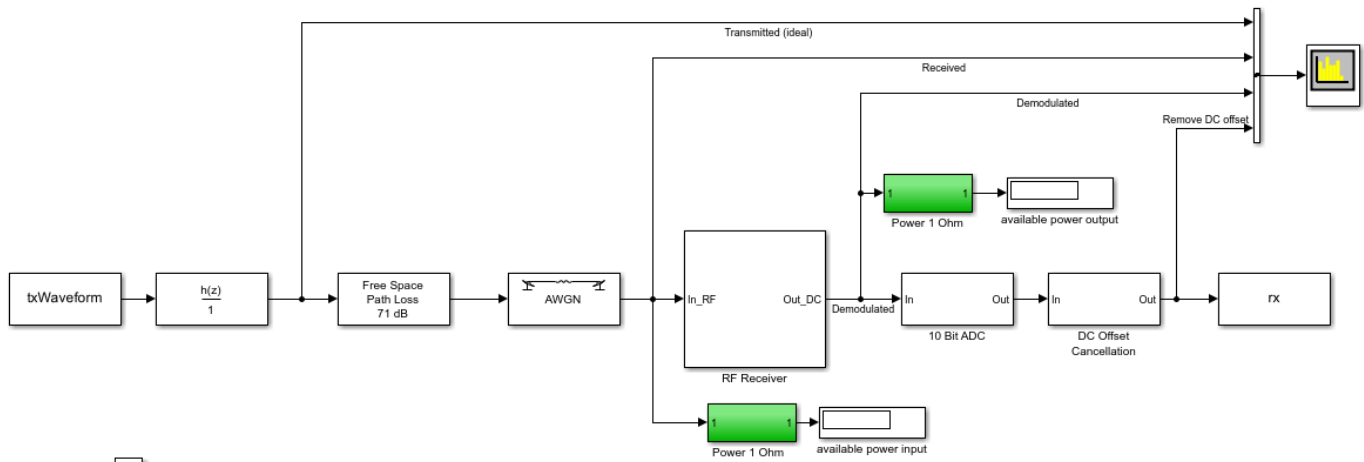 Transmitted (ideal)
Received
Demodulated
Remove DC offset
1 1
Power 1 Ohm
available power output
txWaveform
h(z)
1
Free Space
Path Loss
71 dB
AWGN
In_RF Out_DC
RF Receiver
Demodulated
In Out
10 Bit ADC
In Out
DC Offset
Cancellation
rx
1 1
Power 1 Ohm
available power input